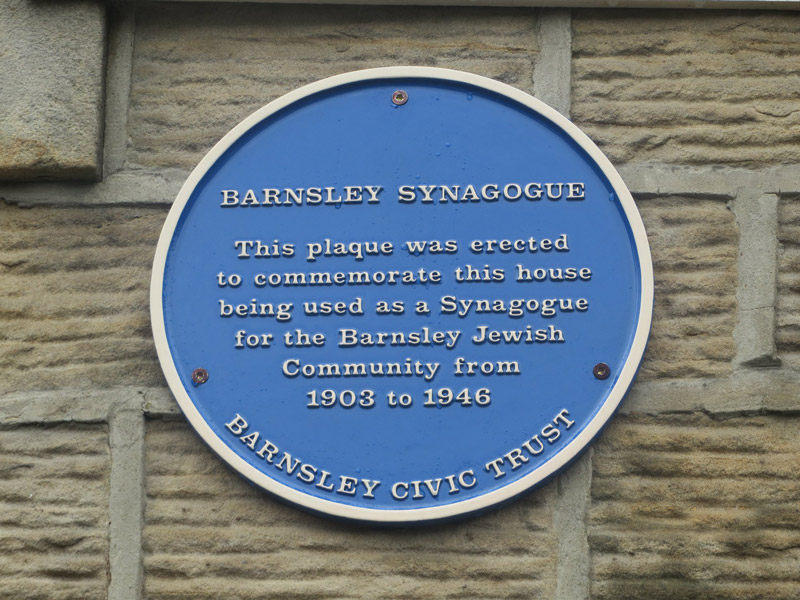 BARNSLEY SYNAGOGUE
This plaque was erected
to commemorate this house
being used as a Synagogue
for the Barnsley Jewish
Community from
1903 to 1946
BARNSLEY CIVIC TRUST